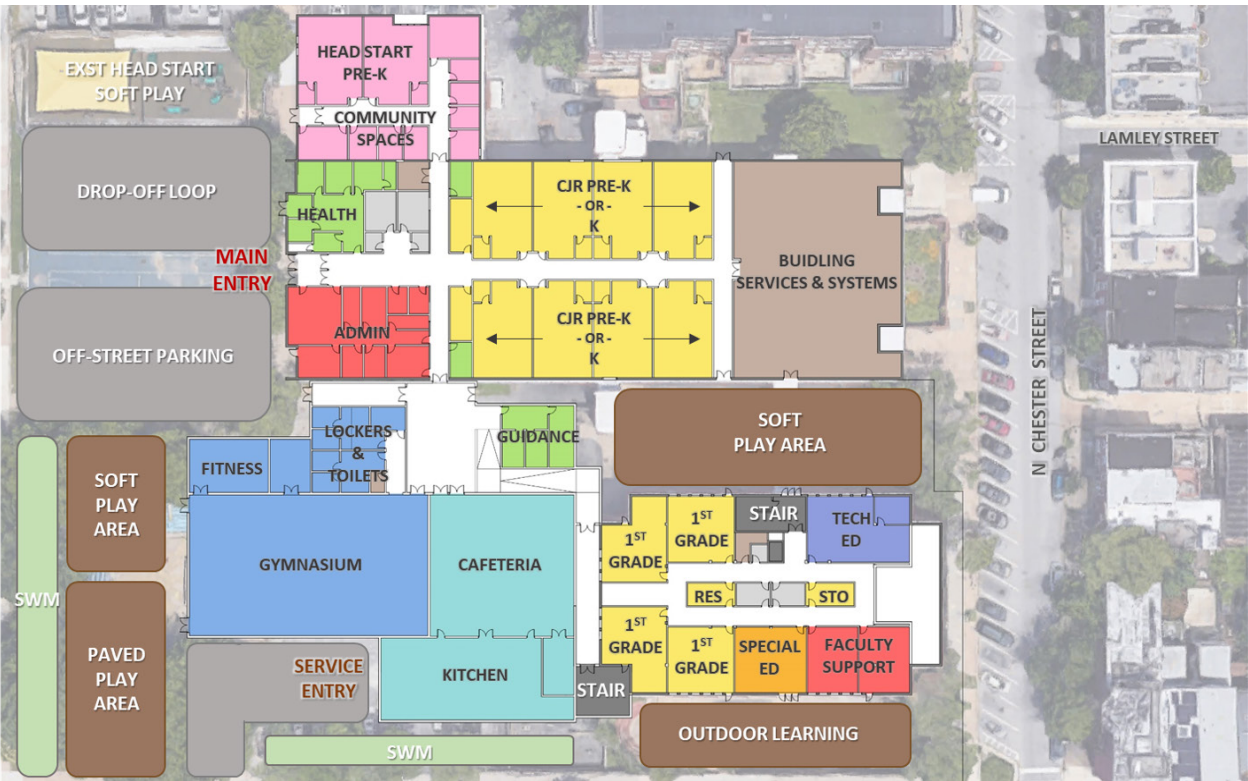 EXST HEAD START
SOFT PLAY
HEAD START
PRE-K
COMMUNITY
SPACES
LAMLEY STREET
DROP-OFF LOOP
HEALTH
CJR PRE-K
- OR -
K
MAIN
ENTRY
BUIDLING
SERVICES & SYSTEMS
ADMIN
CJR PRE-K
- OR -
K
OFF-STREET PARKING
N CHESTER STREET
LOCKERS
&
TOILETS
GUIDANCE
SOFT
PLAY AREA
FITNESS
SOFT
PLAY
AREA
GYMNASIUM
CAFETERIA
1ST
GRADE
1ST
GRADE
STAIR
TECH
ED
SWM
RES
STO
PAVED
PLAY
AREA
SERVICE
ENTRY
KITCHEN
STAIR
1ST
GRADE
1ST
GRADE
SPECIAL
ED
FACULTY
SUPPORT
OUTDOOR LEARNING
SWM